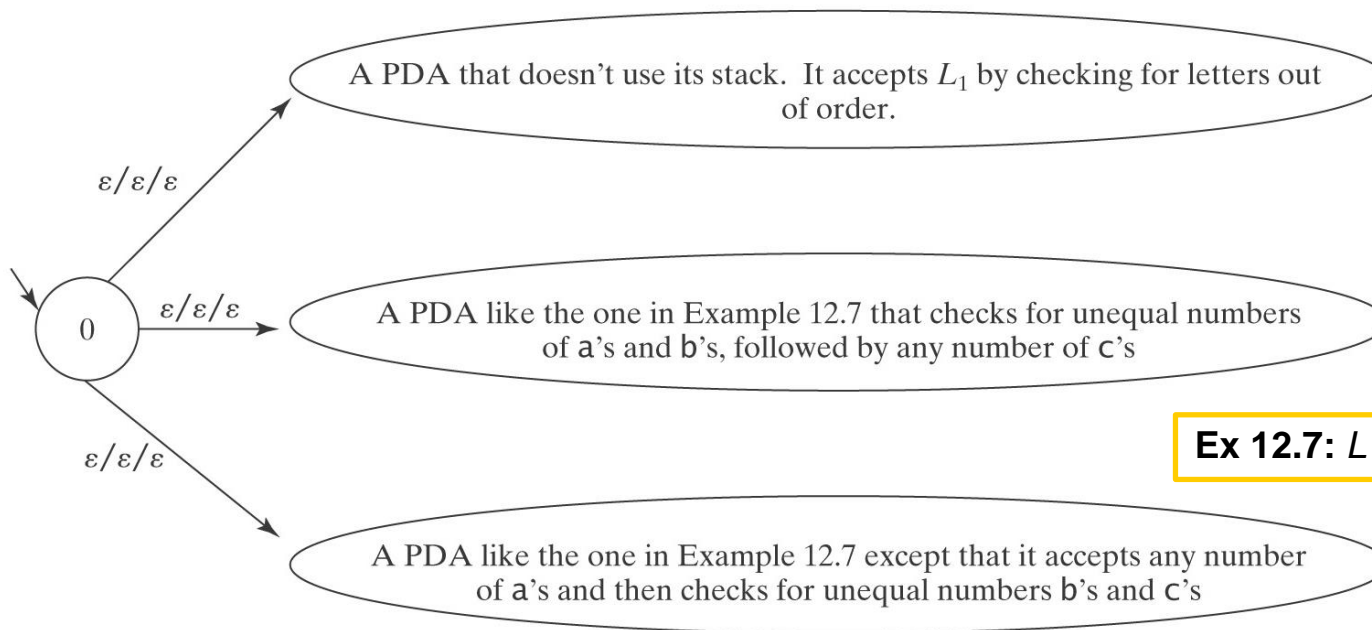 A PDA that doesn't use its stack. It accepts L₁ by checking for letters out
of order.
ε/ε/ε
0
ε/ε/ε
A PDA like the one in Example 12.7 that checks for unequal numbers
of a's and b's, followed by any number of c's
ε/ε/ε
Ex 12.7: L
A PDA like the one in Example 12.7 except that it accepts any number
of a's and then checks for unequal numbers b's and c's